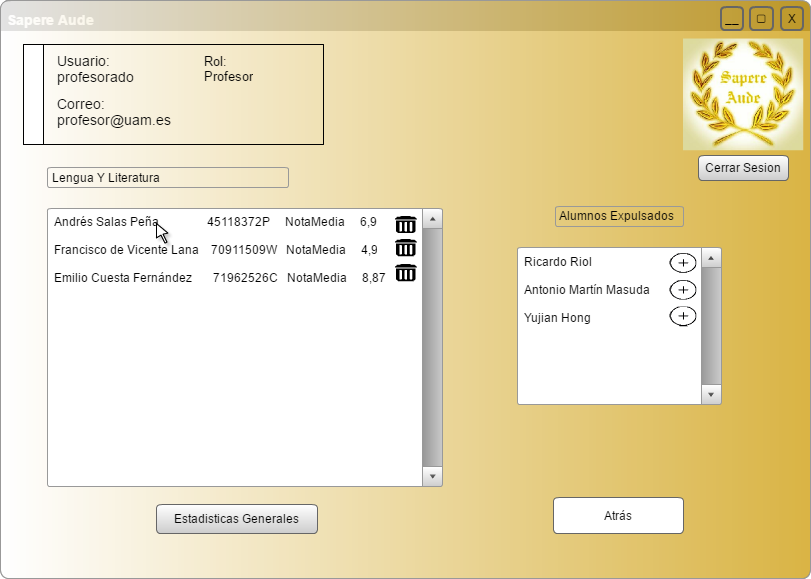 Sapere Aude
__ □ X
Usuario:
profesorado
Rol:
Profesor
Correo:
profesor@uam.es
Sapere
Aude
Cerrar Sesion
Lengua Y Literatura
Alumnos Expulsados
Andrés Salas Peña 45118372P NotaMedia 6,9
Francisco de Vicente Lana 70911509W NotaMedia 4,9
Emilio Cuesta Fernández 71962526C NotaMedia 8,87
Ricardo Riol
Antonio Martín Masuda
Yujian Hong
Estadisticas Generales
Atrás